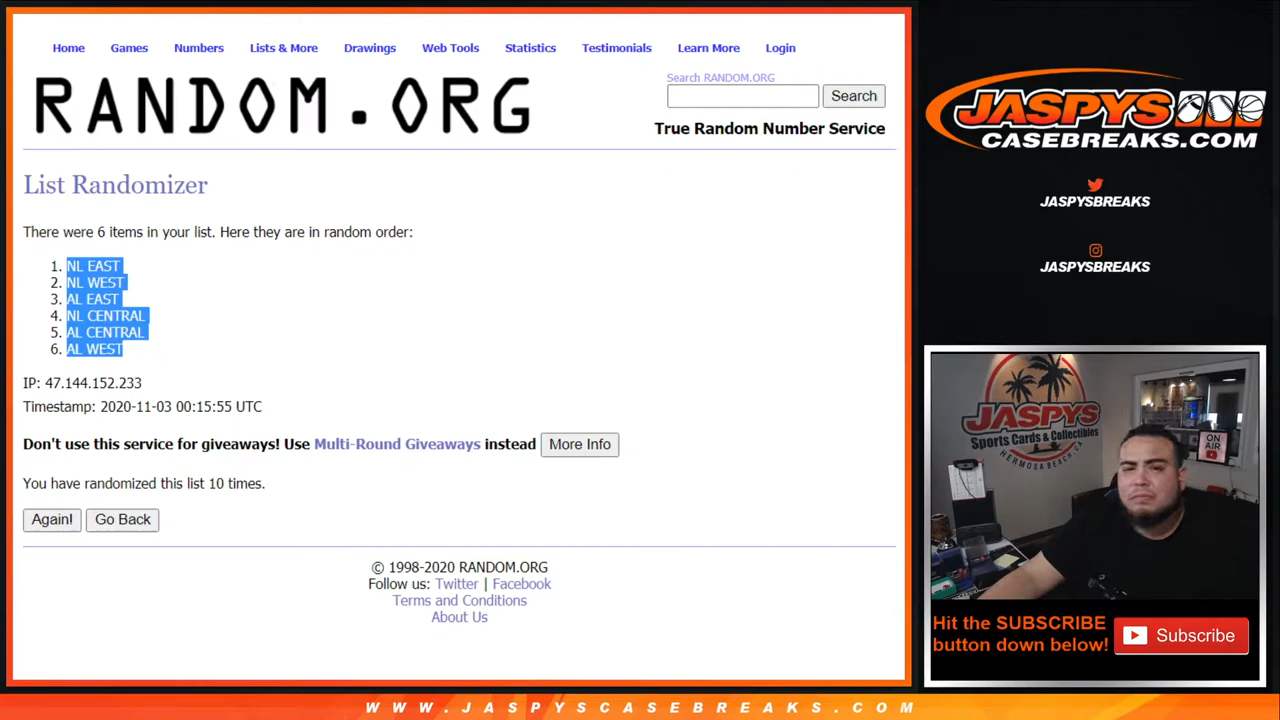 Home Games Numbers Lists & More Drawings Web Tools Statistics Testimonials Learn More Login
RANDOM.ORG
Search RANDOM.ORG
Search
True Random Number Service
List Randomizer
There were 6 items in your list. Here they are in random order:
1. NL EAST
2. NL WEST
3. AL EAST
4. NL CENTRAL
5. AL CENTRAL
6. AL WEST
IP: 47.144.152.233
Timestamp: 2020-11-03 00:15:55 UTC
Don't use this service for giveaways! Use Multi-Round Giveaways instead More Info
You have randomized this list 10 times.
Again! Go Back
© 1998-2020 RANDOM.ORG
Follow us: Twitter | Facebook
Terms and Conditions
About Us
JASPYS
CASEBREAKS.COM
JASPYSBREAKS
JASPYSBREAKS
JASPYS
Sports Cards & Collectibles
HERMOSA BEACH, CA
ON AIR
Hit the SUBSCRIBE
button down below!
Subscribe
WWW.JASPYSCASEBREAKS.COM